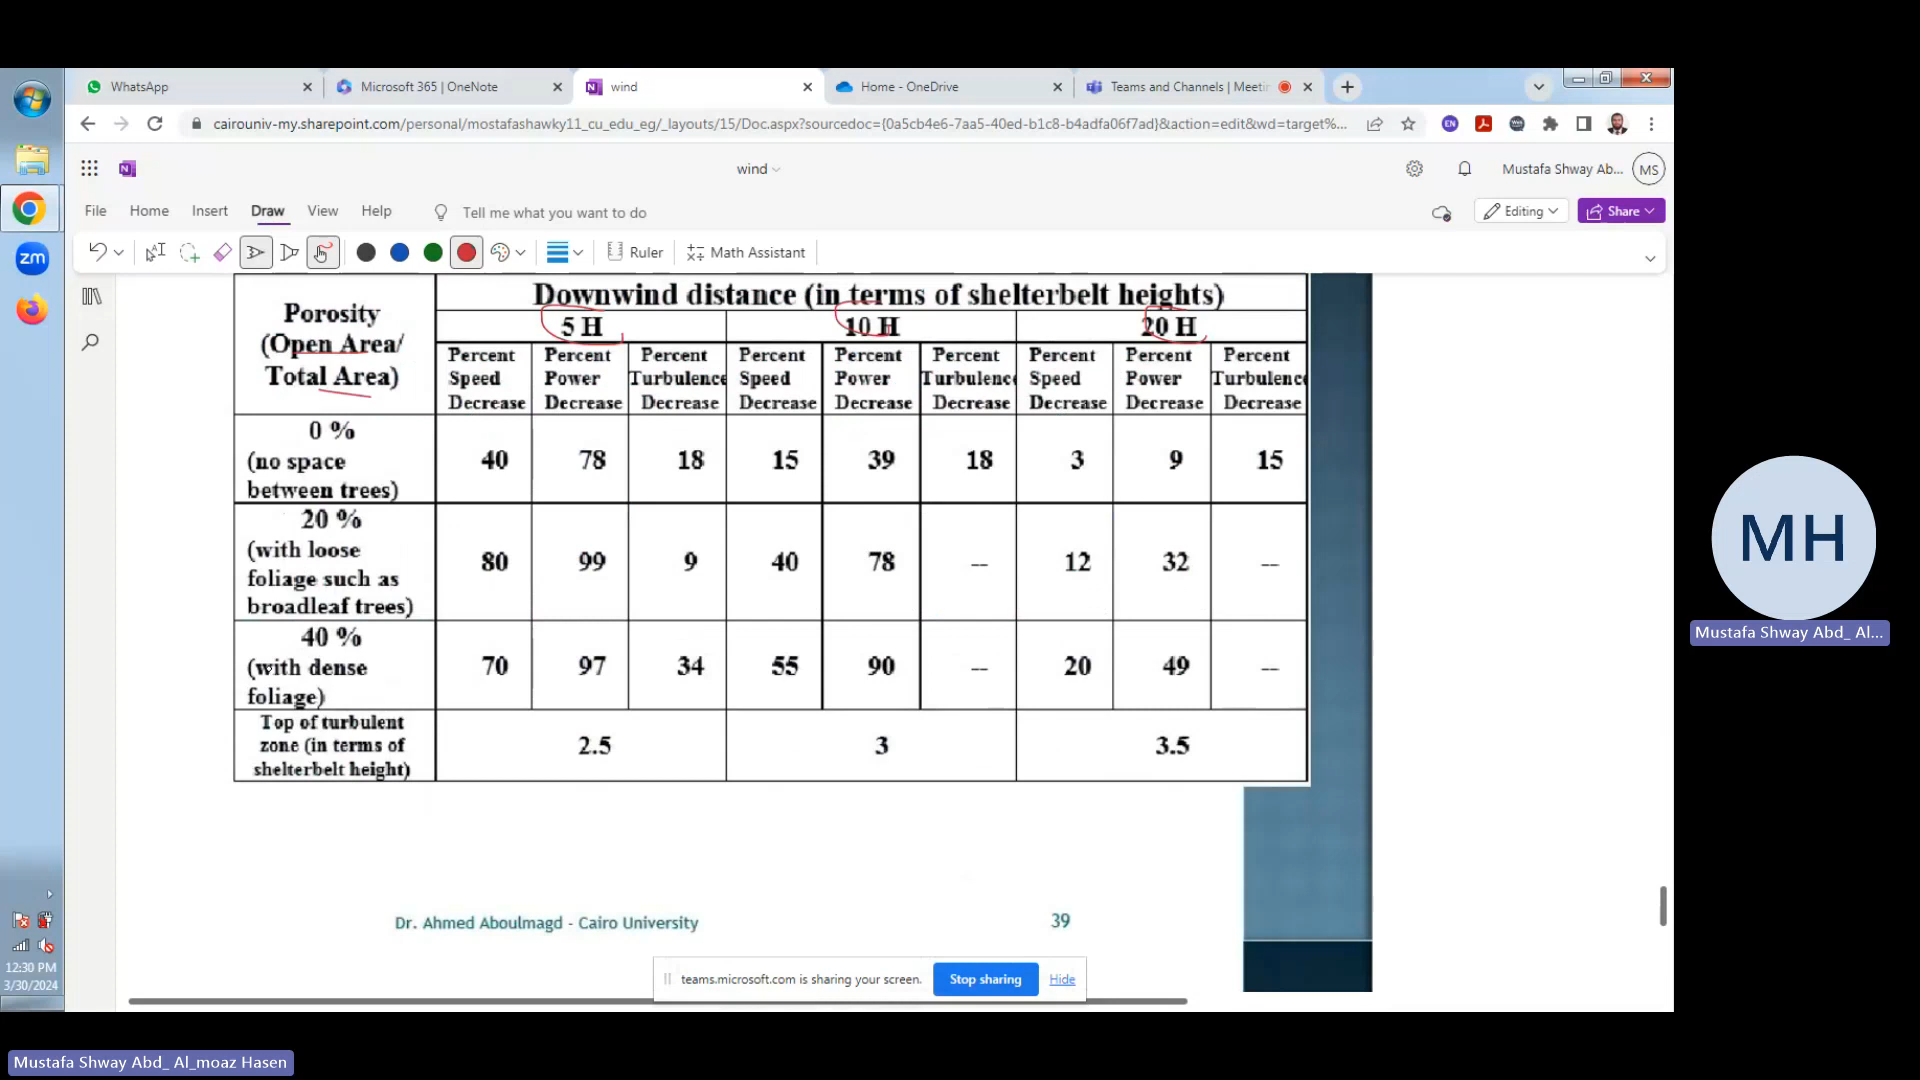 WhatsApp
Microsoft 365 | OneNote
wind
Home - OneDrive
Teams and Channels | Meetin
cairouniv-my.sharepoint.com/personal/mostafashawky11_cu_edu_eg/_layouts/15/Doc.aspx?sourcedoc={0a5cb4e6-7aa5-40ed-b1c8-b4adfa06f7ad}&action=edit&wd=target%...
EN
wind
Mustafa Shway Ab...
MS
File Home Insert Draw View Help Tell me what you want to do
Editing
Share
Ruler
Math Assistant
zm
Porosity
(Open Area/
Total Area)
Downwind distance (in terms of shelterbelt heights)
5 H 10 H 20 H
Percent Percent Percent Percent Percent Percent Percent Percent Percent
Speed Power Turbulence Speed Power Turbulence Speed Power Turbulence
Decrease Decrease Decrease Decrease Decrease Decrease Decrease Decrease Decrease
0 %
(no space
between trees)
40 78 18 15 39 18 3 9 15
20 %
(with loose
foliage such as
broadleaf trees)
80 99 9 40 78 -- 12 32 --
40 %
(with dense
foliage)
70 97 34 55 90 -- 20 49 --
Top of turbulent
zone (in terms of
shelterbelt height)
2.5 3 3.5
Dr. Ahmed Aboulmagd - Cairo University
39
teams.microsoft.com is sharing your screen.
Stop sharing
Hide
12:30 PM
3/30/2024
MH
Mustafa Shway Abd_ Al...
Mustafa Shway Abd_ Al_moaz Hasen